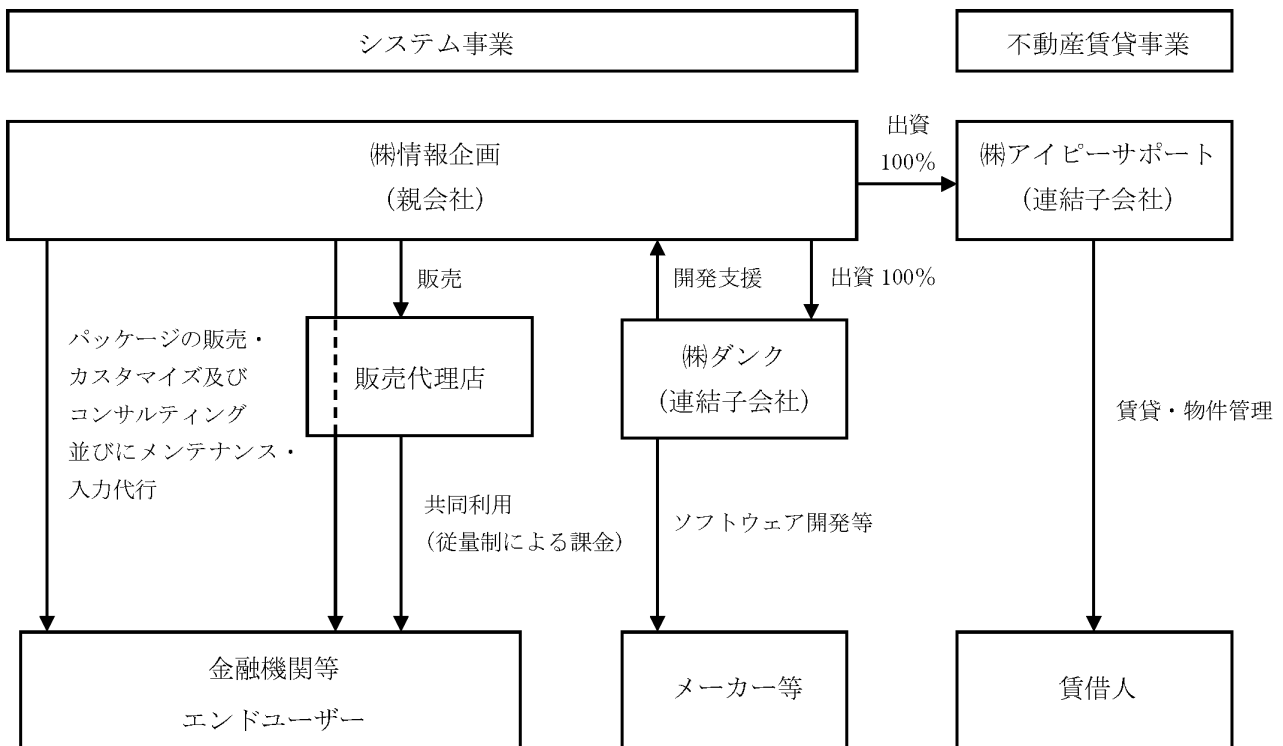 システム事業
不動産賃貸事業
㈱情報企画
(親会社)
出資
100%
㈱アイピーサポート
(連結子会社)
販売
開発支援
出資 100%
パッケージの販売・
カスタマイズ及び
コンサルティング
並びにメンテナンス・
入力代行
販売代理店
㈱ダンク
(連結子会社)
賃貸・物件管理
共同利用
(従量制による課金)
ソフトウェア開発等
金融機関等
エンドユーザー
メーカー等
賃借人